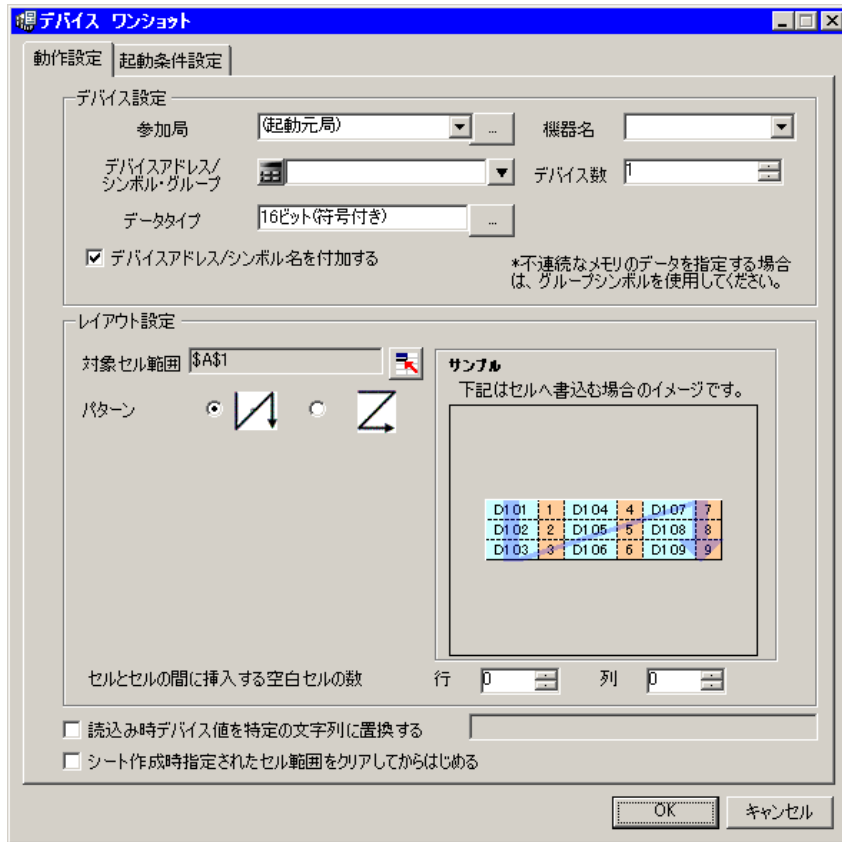 デバイス ワンショット
動作設定 起動条件設定
デバイス設定
参加局 (起動元局) ... 機器名
デバイスアドレス/
シンボル・グループ
デバイス数 1
データタイプ 16ビット(符号付き) ...
デバイスアドレス/シンボル名を付加する
*不連続なメモリのデータを指定する場合
は、グループシンボルを使用してください。
レイアウト設定
対象セル範囲 $A$1
パターン
サンプル
下記はセルへ書込む場合のイメージです。
D101 1 D104 4 D107 7
D102 2 D105 5 D108 8
D103 3 D106 6 D109 9
セルとセルの間に挿入する空白セルの数 行 0 列 0
読込み時デバイス値を特定の文字列に置換する
シート作成時指定されたセル範囲をクリアしてからはじめる
OK キャンセル